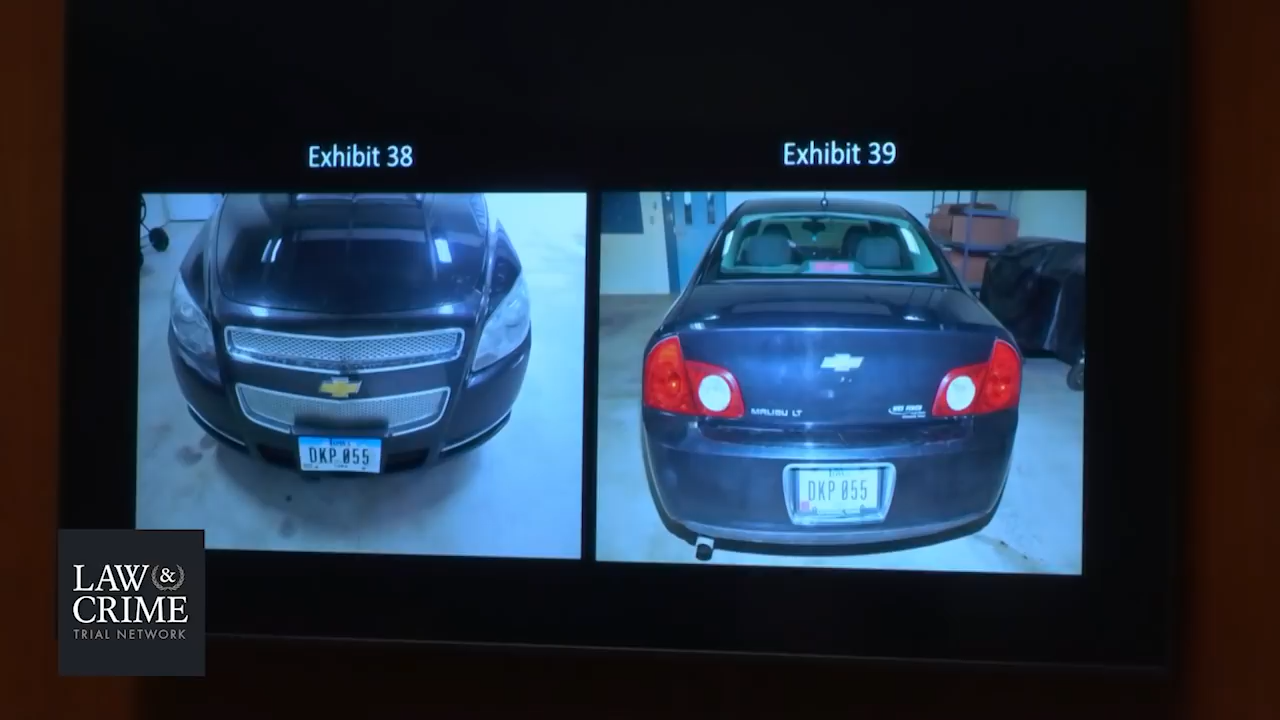 Exhibit 38
Exhibit 39
DKP 055
MALIBU LT
DKP 055
LAW &
CRIME
TRIAL NETWORK